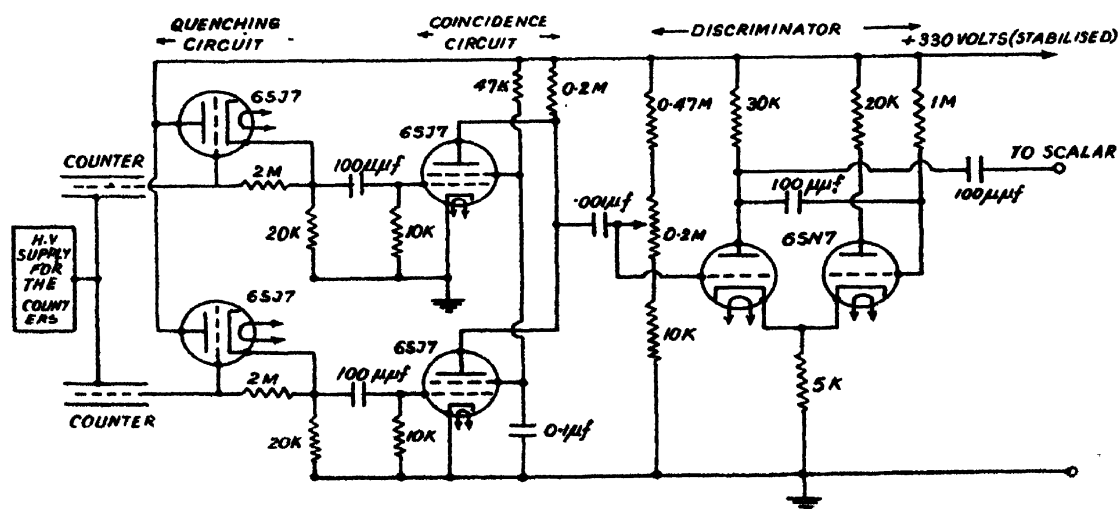 QUENCHING
CIRCUIT
COINCIDENCE
CIRCUIT
DISCRIMINATOR
+330 VOLTS (STABILISED)
6SJ7
47K
0.2M
0.47M
30K
20K
1M
COUNTER
2M
100µµf
6SJ7
TO SCALAR
100µµf
100µµf
20K
10K
.001µf
0.2M
6SN7
H.V
SUPPLY
FOR
THE
COUNT
ERS
6SJ7
10K
2M
100µµf
6SJ7
5K
COUNTER
20K
10K
0.1µf